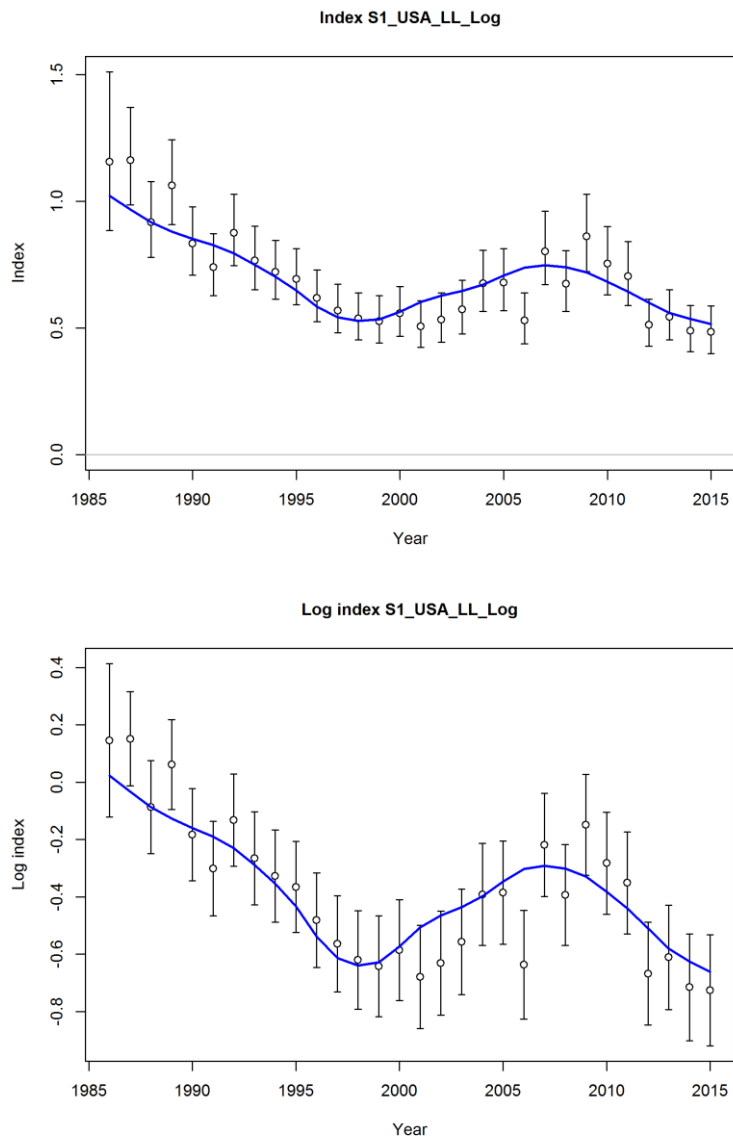 Index S1_USA_LL_Log
1.5
1.0
0.5
0.0
Index
1985 1990 1995 2000 2005 2010 2015
Year
Log index S1_USA_LL_Log
0.4
0.2
0.0
-0.2
-0.4
-0.6
-0.8
Log index
1985 1990 1995 2000 2005 2010 2015
Year